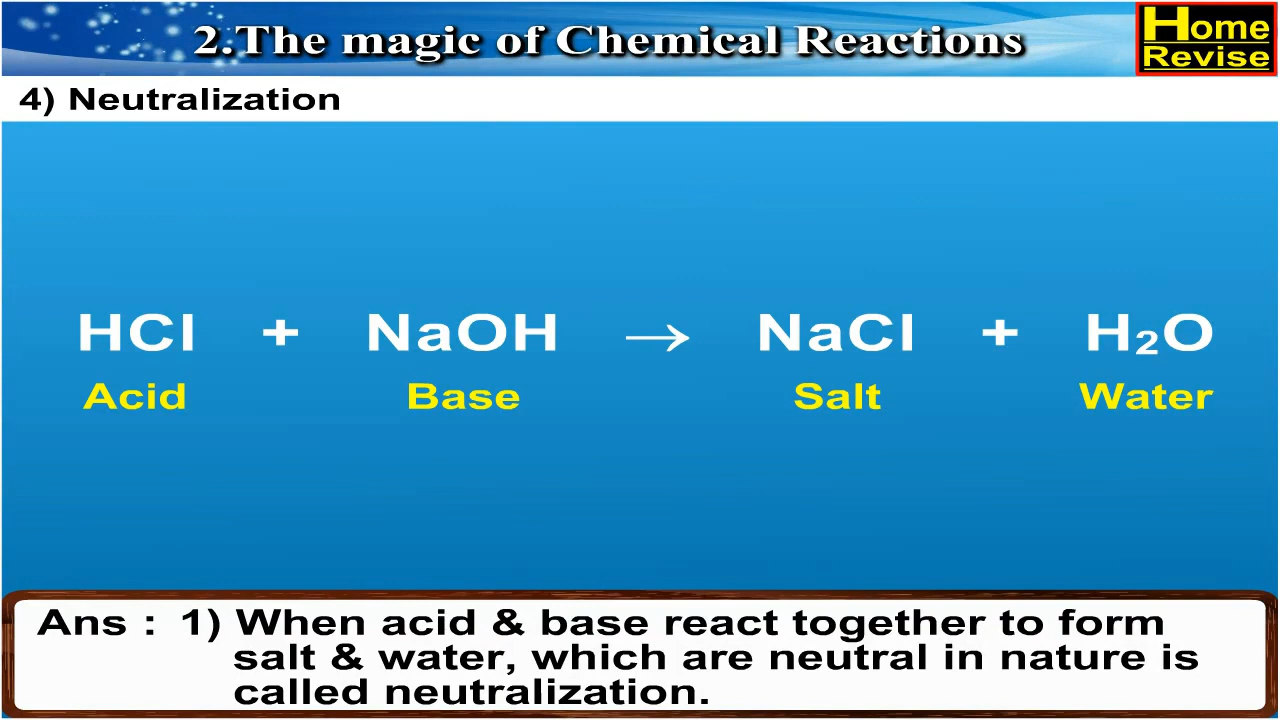 2.The magic of Chemical Reactions
Home
Revise
4) Neutralization
HCl + NaOH → NaCl + H₂O
Acid Base Salt Water
Ans : 1) When acid & base react together to form
salt & water, which are neutral in nature is
called neutralization.